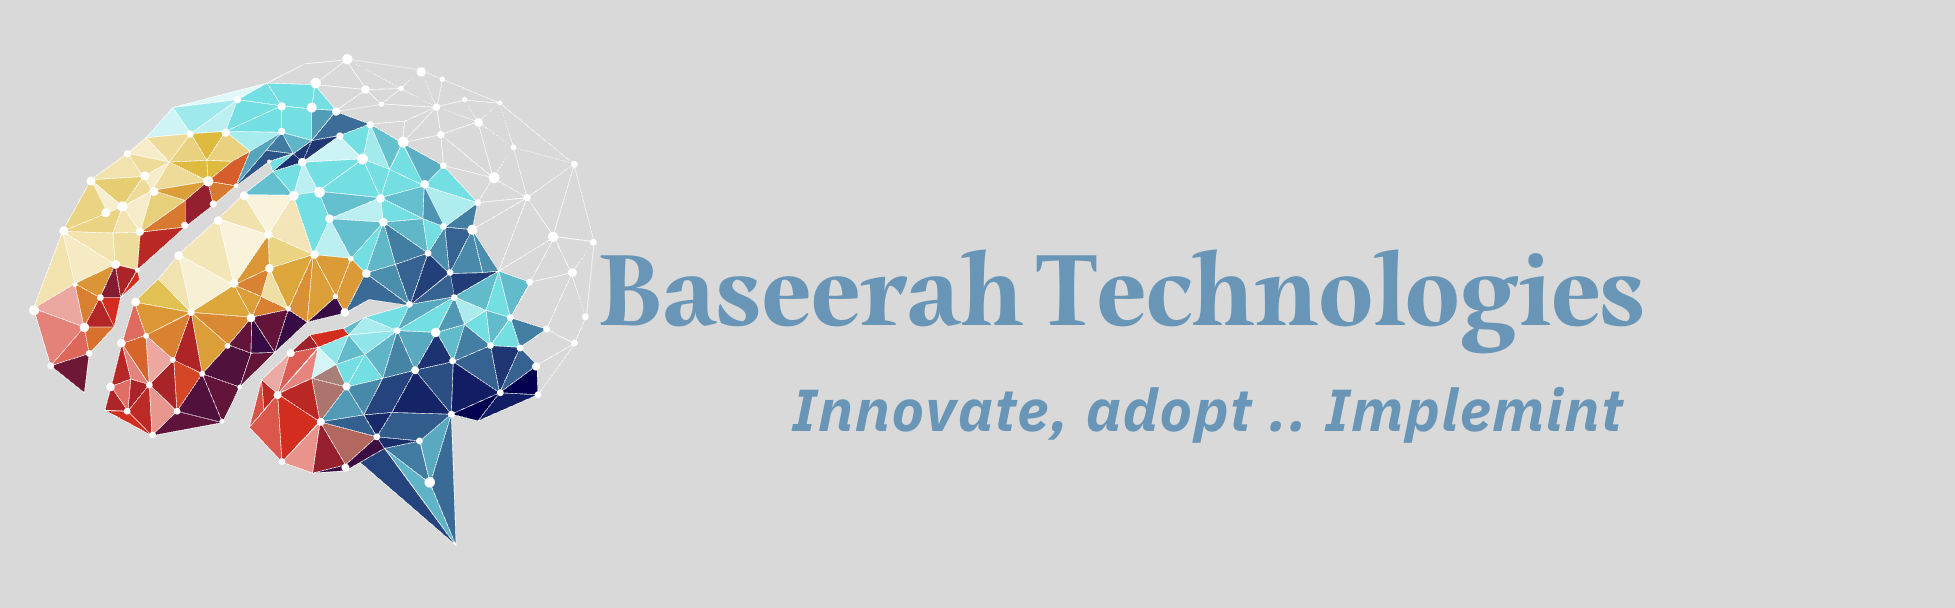 Baseerah Technologies
Innovate, adopt .. Implemint